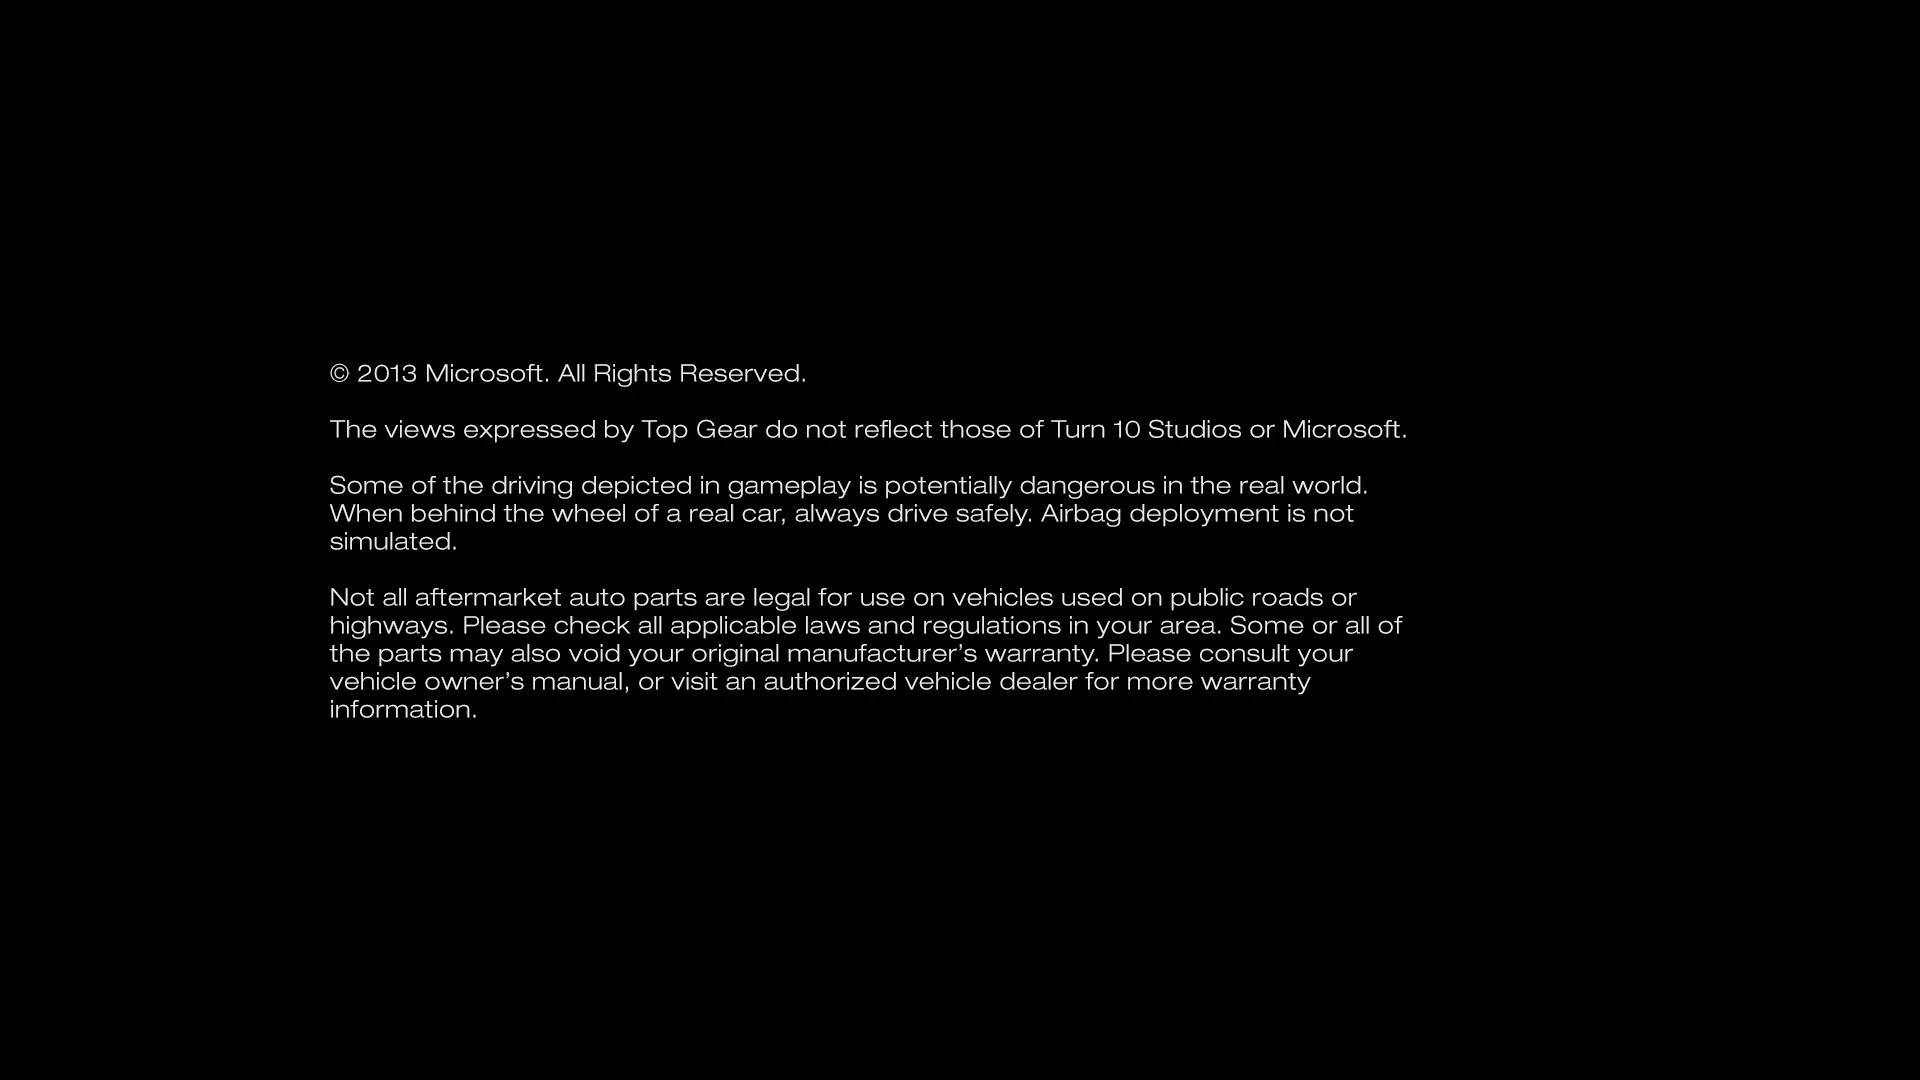 © 2013 Microsoft. All Rights Reserved.
The views expressed by Top Gear do not reflect those of Turn 10 Studios or Microsoft.
Some of the driving depicted in gameplay is potentially dangerous in the real world.
When behind the wheel of a real car, always drive safely. Airbag deployment is not
simulated.
Not all aftermarket auto parts are legal for use on vehicles used on public roads or
highways. Please check all applicable laws and regulations in your area. Some or all of
the parts may also void your original manufacturer’s warranty. Please consult your
vehicle owner’s manual, or visit an authorized vehicle dealer for more warranty
information.